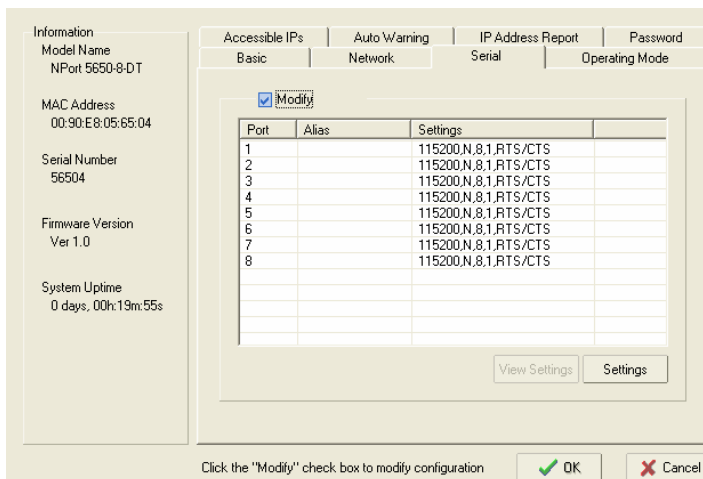 Information
Model Name
NPort 5650-8-DT
MAC Address
00:90:E8:05:65:04
Serial Number
56504
Firmware Version
Ver 1.0
System Uptime
0 days, 00h:19m:55s
Accessible IPs Auto Warning IP Address Report Password
Basic Network Serial Operating Mode
Modify
Port Alias Settings
1 115200,N,8,1,RTS/CTS
2 115200,N,8,1,RTS/CTS
3 115200,N,8,1,RTS/CTS
4 115200,N,8,1,RTS/CTS
5 115200,N,8,1,RTS/CTS
6 115200,N,8,1,RTS/CTS
7 115200,N,8,1,RTS/CTS
8 115200,N,8,1,RTS/CTS
View Settings Settings
Click the "Modify" check box to modify configuration OK Cancel